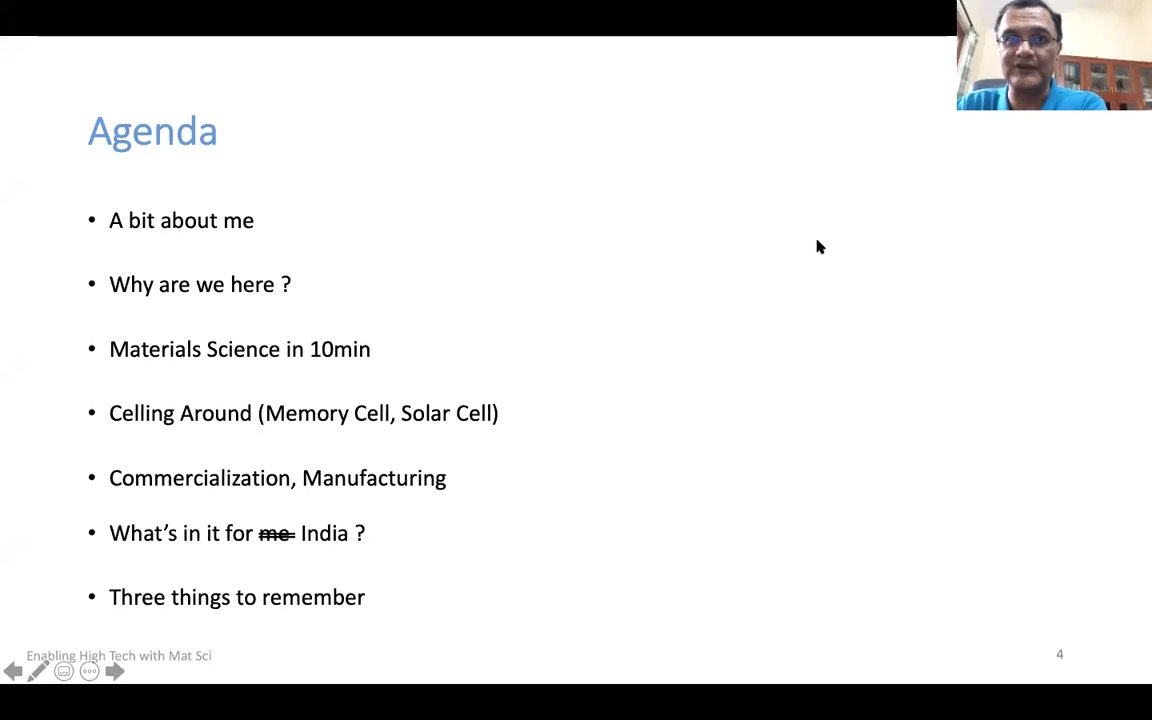 Agenda
• A bit about me
• Why are we here ?
• Materials Science in 10min
• Celling Around (Memory Cell, Solar Cell)
• Commercialization, Manufacturing
• What’s in it for me India ?
• Three things to remember
Enabling High Tech with Mat Sci
4